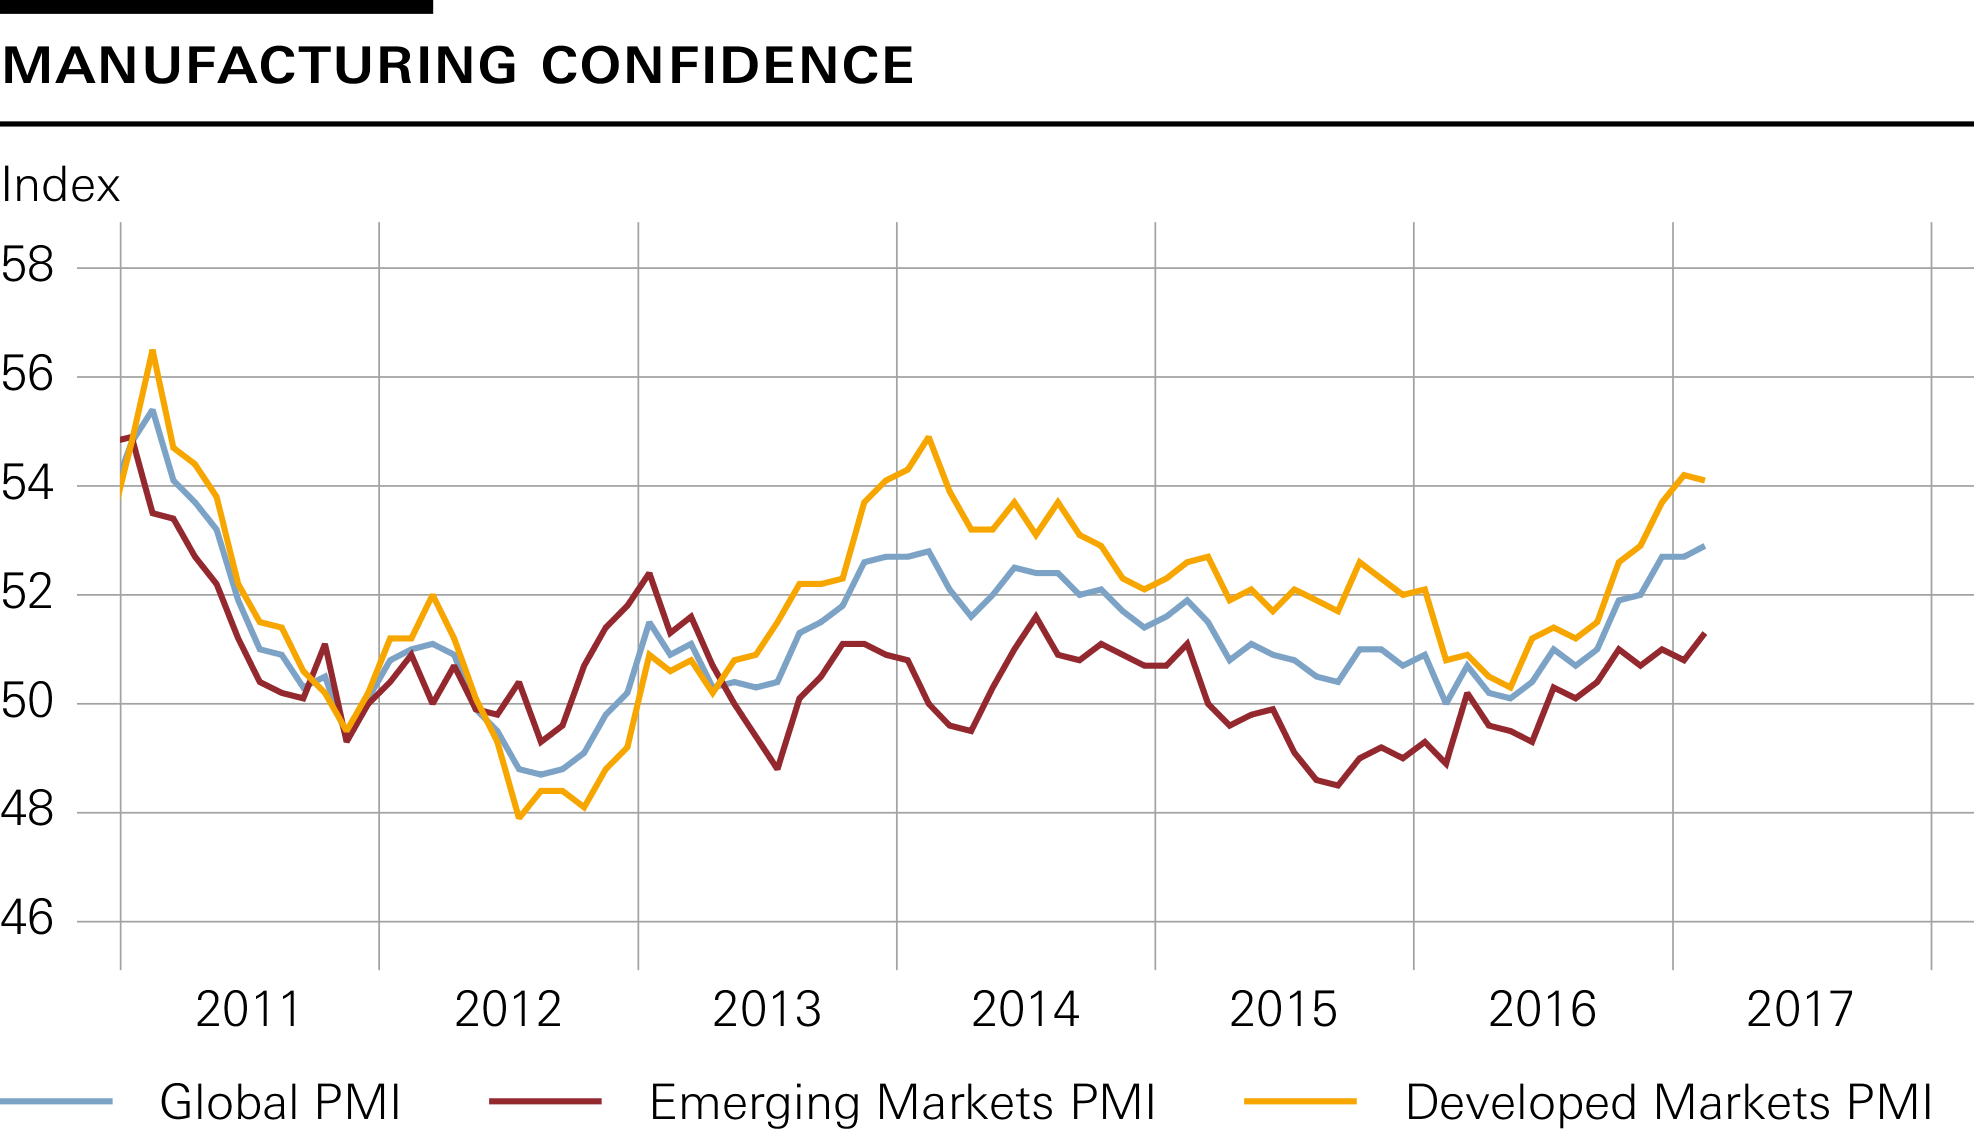 MANUFACTURING CONFIDENCE
Index
58
56
54
52
50
48
46
2011 2012 2013 2014 2015 2016 2017
Global PMI Emerging Markets PMI Developed Markets PMI